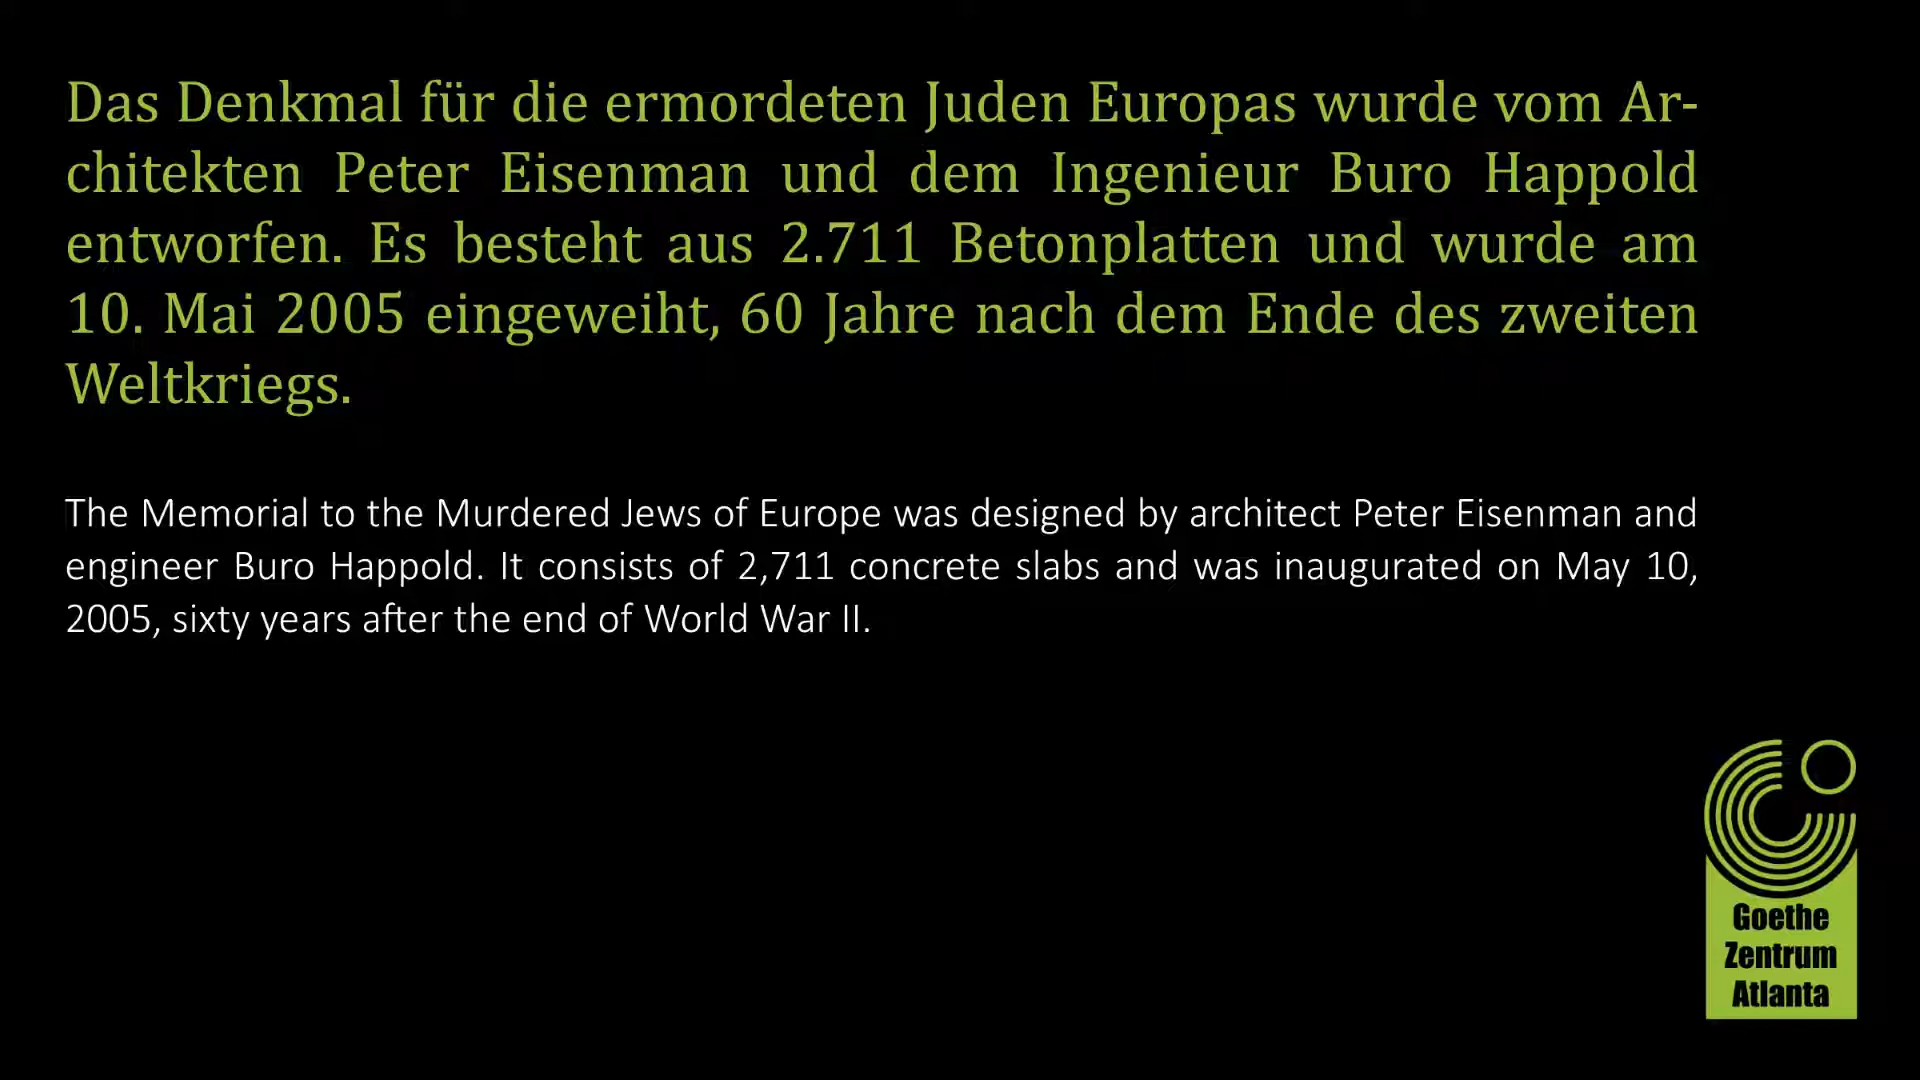 Das Denkmal für die ermordeten Juden Europas wurde vom Ar-
chitekten Peter Eisenman und dem Ingenieur Buro Happold
entworfen. Es besteht aus 2.711 Betonplatten und wurde am
10. Mai 2005 eingeweiht, 60 Jahre nach dem Ende des zweiten
Weltkriegs.
The Memorial to the Murdered Jews of Europe was designed by architect Peter Eisenman and
engineer Buro Happold. It consists of 2,711 concrete slabs and was inaugurated on May 10,
2005, sixty years after the end of World War II.
Goethe
Zentrum
Atlanta